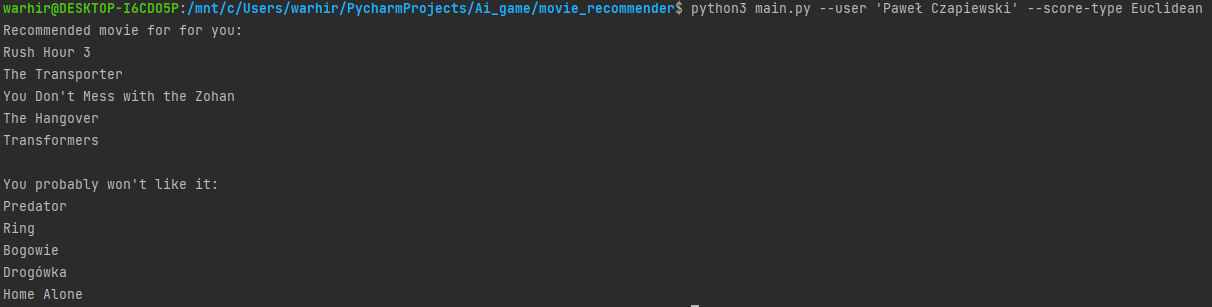 warhir@DESKTOP-I6CDO5P:/mnt/c/Users/warhir/PycharmProjects/Ai_game/movie_recommender$ python3 main.py --user 'Paweł Czapiewski' --score-type Euclidean
Recommended movie for for you:
Rush Hour 3
The Transporter
You Don't Mess with the Zohan
The Hangover
Transformers

You probably won't like it:
Predator
Ring
Bogowie
Drogówka
Home Alone